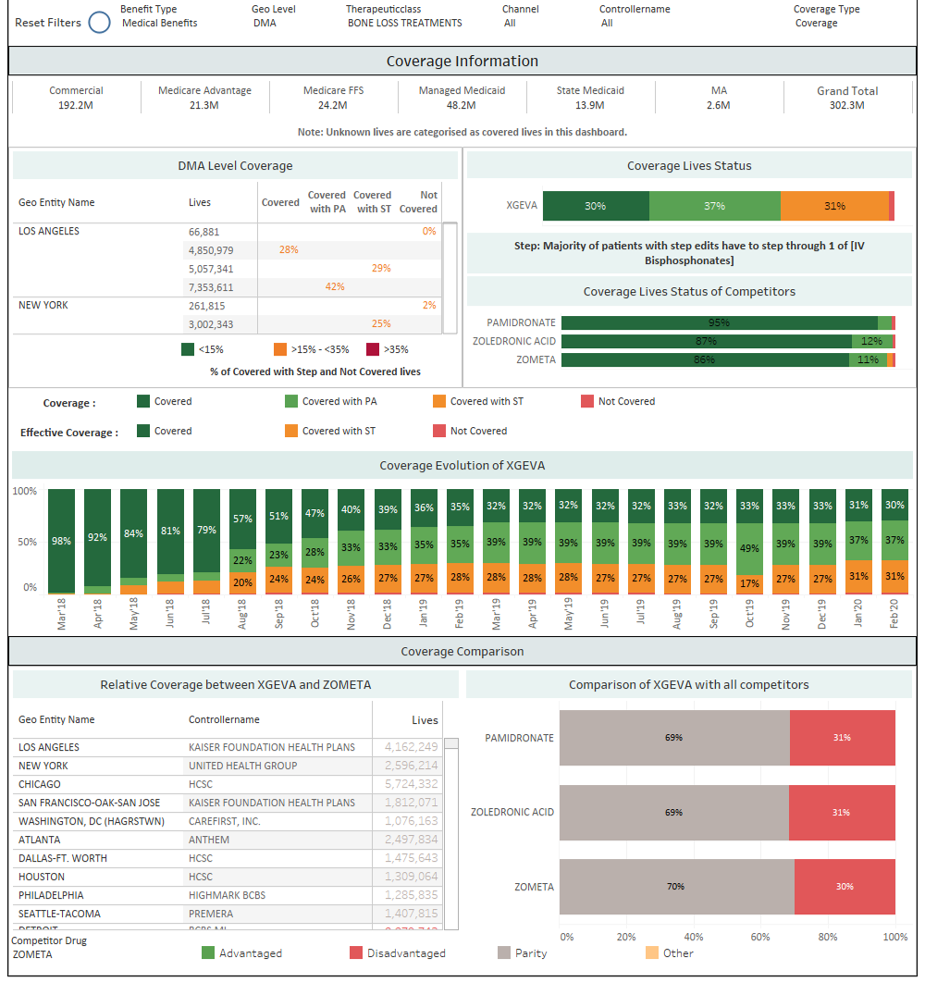 Reset Filters
Benefit Type
Medical Benefits
Geo Level
DMA
Therapeuticclass
BONE LOSS TREATMENTS
Channel
All
Controllername
All
Coverage Type
Coverage
Coverage Information
Commercial
192.2M
Medicare Advantage
21.3M
Medicare FFS
24.2M
Managed Medicaid
48.2M
State Medicaid
13.9M
MA
2.6M
Grand Total
302.3M
Note: Unknown lives are categorised as covered lives in this dashboard.
DMA Level Coverage
Geo Entity Name Lives Covered Covered with PA Covered with ST Not Covered
LOS ANGELES 66,881 0%
4,850,979 28%
5,057,341 29%
7,353,611 42%
NEW YORK 261,815 2%
3,002,343 25%
<15% >15% - <35% >35%
% of Covered with Step and Not Covered lives
Coverage Lives Status
XGEVA 30% 37% 31%
Step: Majority of patients with step edits have to step through 1 of [IV
Bisphosphonates]
Coverage Lives Status of Competitors
PAMIDRONATE 95%
ZOLEDRONIC ACID 87% 12%
ZOMETA 86% 11%
Coverage : Covered Covered with PA Covered with ST Not Covered
Effective Coverage : Covered Covered with ST Not Covered
Coverage Evolution of XGEVA
100%
50%
0%
98% 92% 84% 81% 79% 57% 51% 47% 40% 39% 36% 35% 32% 32% 32% 32% 32% 33% 32% 33% 33% 33% 31% 30%
22% 23% 28% 33% 33% 35% 35% 39% 39% 39% 39% 39% 39% 39% 49% 39% 39% 37% 37%
20% 24% 24% 26% 27% 27% 28% 28% 28% 28% 27% 27% 27% 27% 17% 27% 27% 31% 31%
Mar'18 Apr'18 May'18 Jun'18 Jul'18 Aug'18 Sep'18 Oct'18 Nov'18 Dec'18 Jan'19 Feb'19 Mar'19 Apr'19 May'19 Jun'19 Jul'19 Aug'19 Sep'19 Oct'19 Nov'19 Dec'19 Jan'20 Feb'20
Coverage Comparison
Relative Coverage between XGEVA and ZOMETA
Geo Entity Name Controllername Lives
LOS ANGELES KAISER FOUNDATION HEALTH PLANS 4,162,249
NEW YORK UNITED HEALTH GROUP 2,596,214
CHICAGO HCSC 5,724,332
SAN FRANCISCO-OAK-SAN JOSE KAISER FOUNDATION HEALTH PLANS 1,812,071
WASHINGTON, DC (HAGRSTWN) CAREFIRST, INC. 1,076,163
ATLANTA ANTHEM 2,497,834
DALLAS-FT. WORTH HCSC 1,475,643
HOUSTON HCSC 1,309,064
PHILADELPHIA HIGHMARK BCBS 1,285,835
SEATTLE-TACOMA PREMERA 1,407,815
DETROIT BCBS MI
Comparison of XGEVA with all competitors
PAMIDRONATE 69% 31%
ZOLEDRONIC ACID 69% 31%
ZOMETA 70% 30%
0% 20% 40% 60% 80% 100%
Competitor Drug
ZOMETA
Advantaged Disadvantaged Parity Other